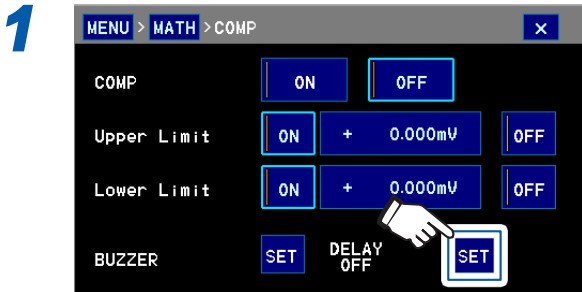 1
MENU > MATH > COMP ×
COMP ON OFF
Upper Limit ON + 0.000mV OFF
Lower Limit ON + 0.000mV OFF
BUZZER SET DELAY OFF SET